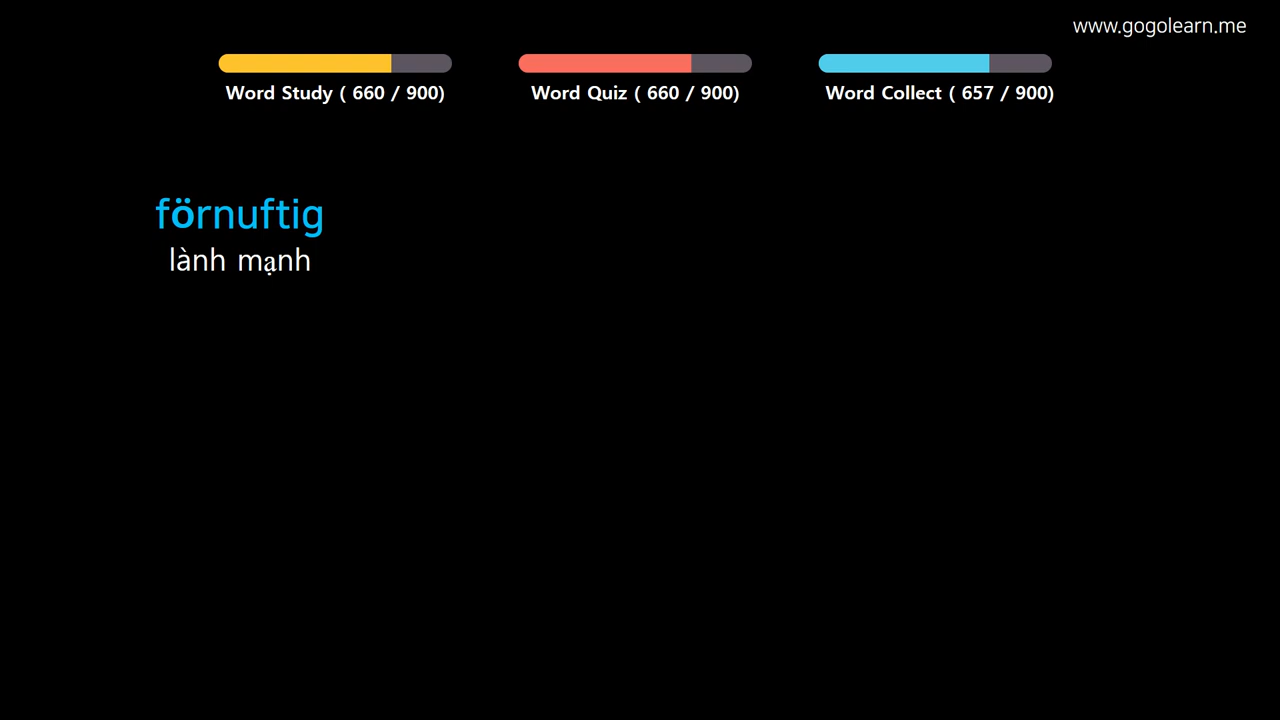 www.gogolearn.me
Word Study ( 660 / 900)
Word Quiz ( 660 / 900)
Word Collect ( 657 / 900)
förnuftig
lành mạnh